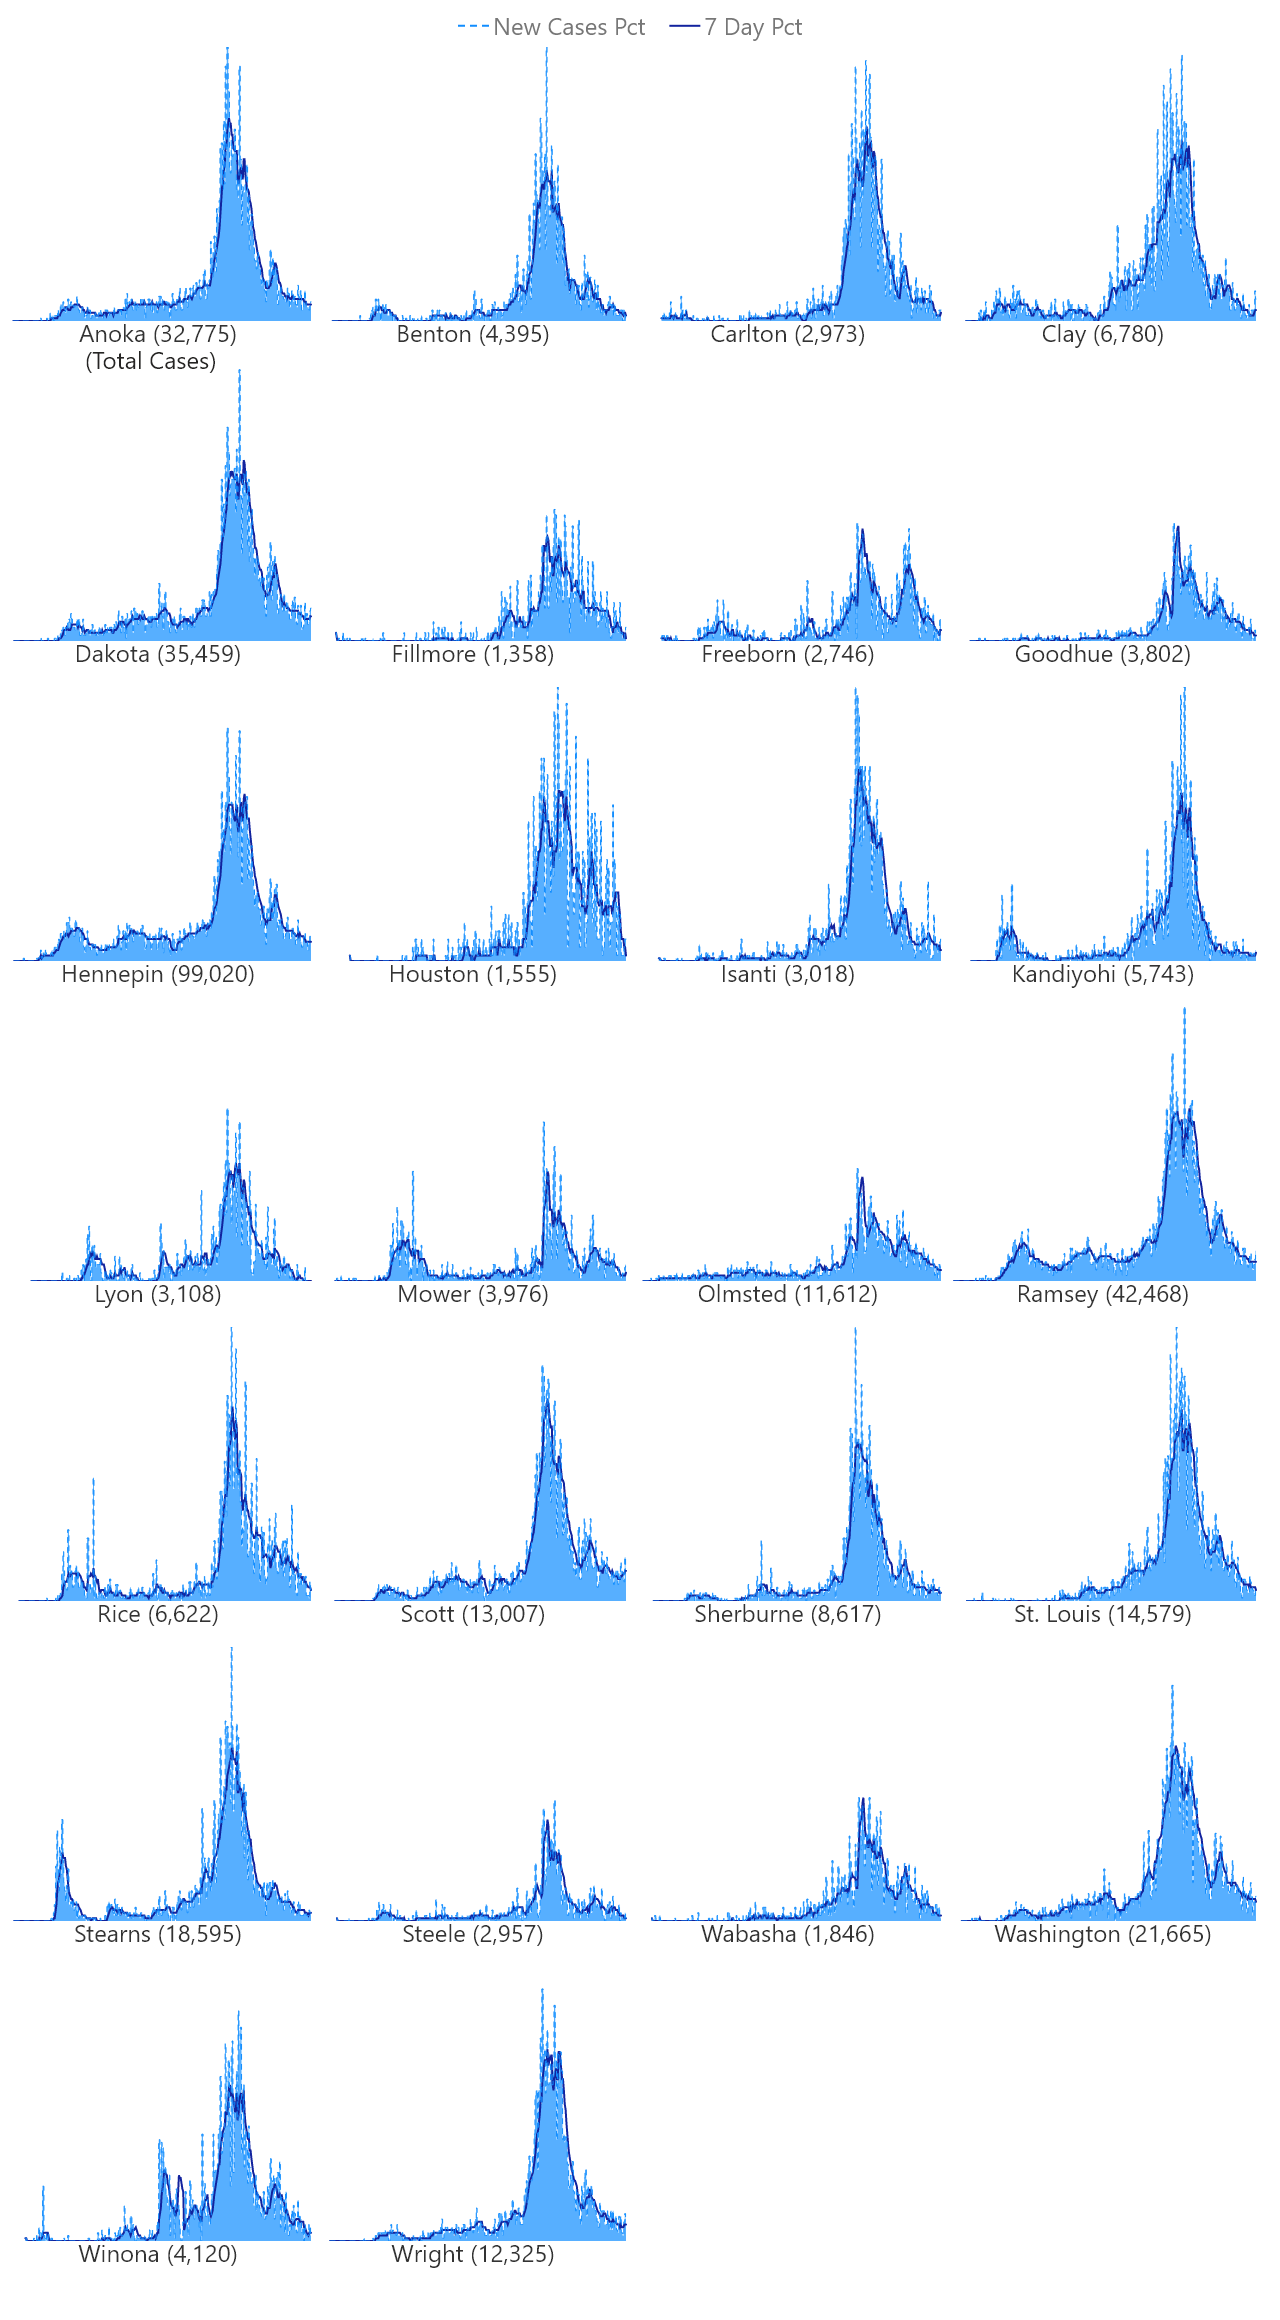 New Cases Pct 7 Day Pct
Anoka (32,775) Benton (4,395) Carlton (2,973) Clay (6,780)
(Total Cases)
Dakota (35,459) Fillmore (1,358) Freeborn (2,746) Goodhue (3,802)
Hennepin (99,020) Houston (1,555) Isanti (3,018) Kandiyohi (5,743)
Lyon (3,108) Mower (3,976) Olmsted (11,612) Ramsey (42,468)
Rice (6,622) Scott (13,007) Sherburne (8,617) St. Louis (14,579)
Stearns (18,595) Steele (2,957) Wabasha (1,846) Washington (21,665)
Winona (4,120) Wright (12,325)